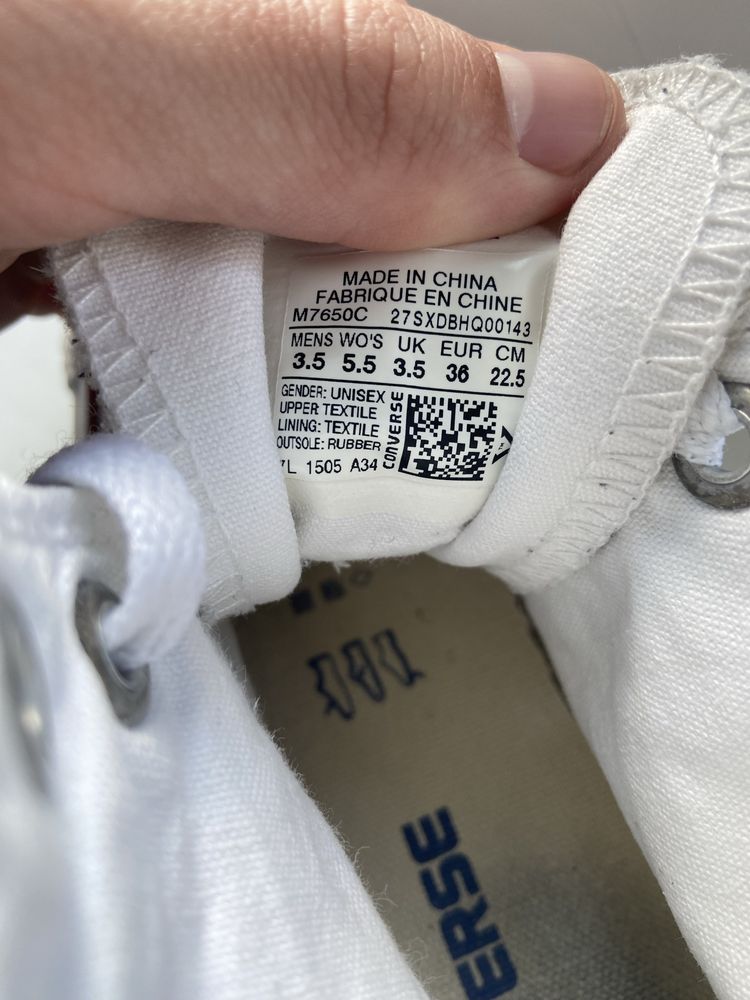 MADE IN CHINA
FABRIQUE EN CHINE
M7650C 27SXDBHQ00143
MENS WO'S UK EUR CM
3.5 5.5 3.5 36 22.5
GENDER: UNISEX
UPPER: TEXTILE
LINING: TEXTILE
OUTSOLE: RUBBER
L 1505 A34
CONVERSE
ERSE